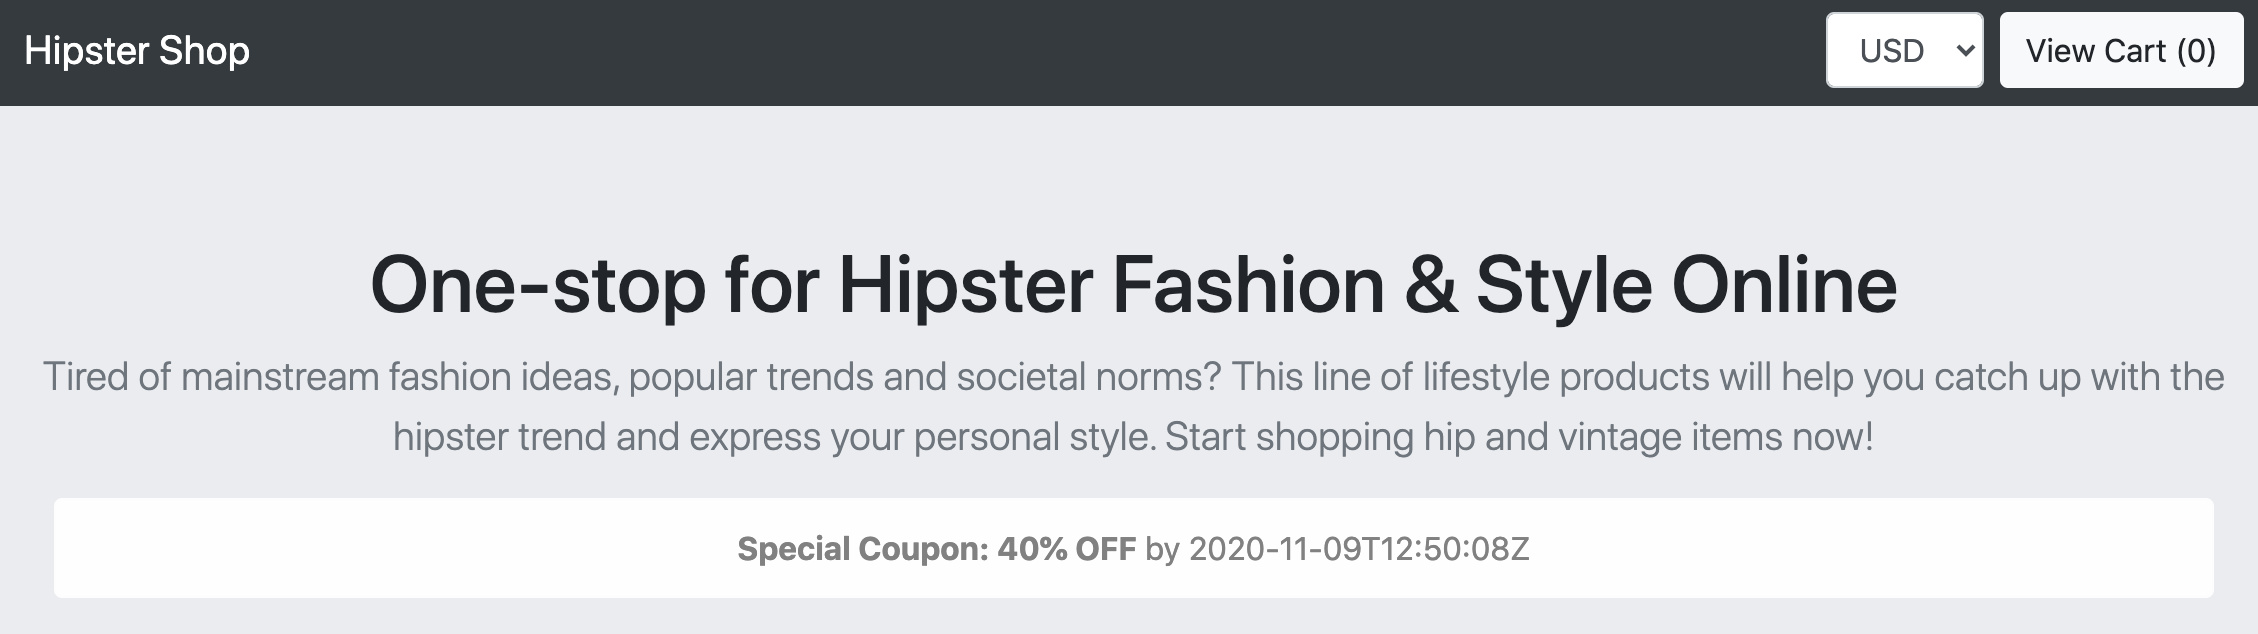 Hipster Shop
USD
View Cart (0)
One-stop for Hipster Fashion & Style Online
Tired of mainstream fashion ideas, popular trends and societal norms? This line of lifestyle products will help you catch up with the
hipster trend and express your personal style. Start shopping hip and vintage items now!
Special Coupon: 40% OFF by 2020-11-09T12:50:08Z